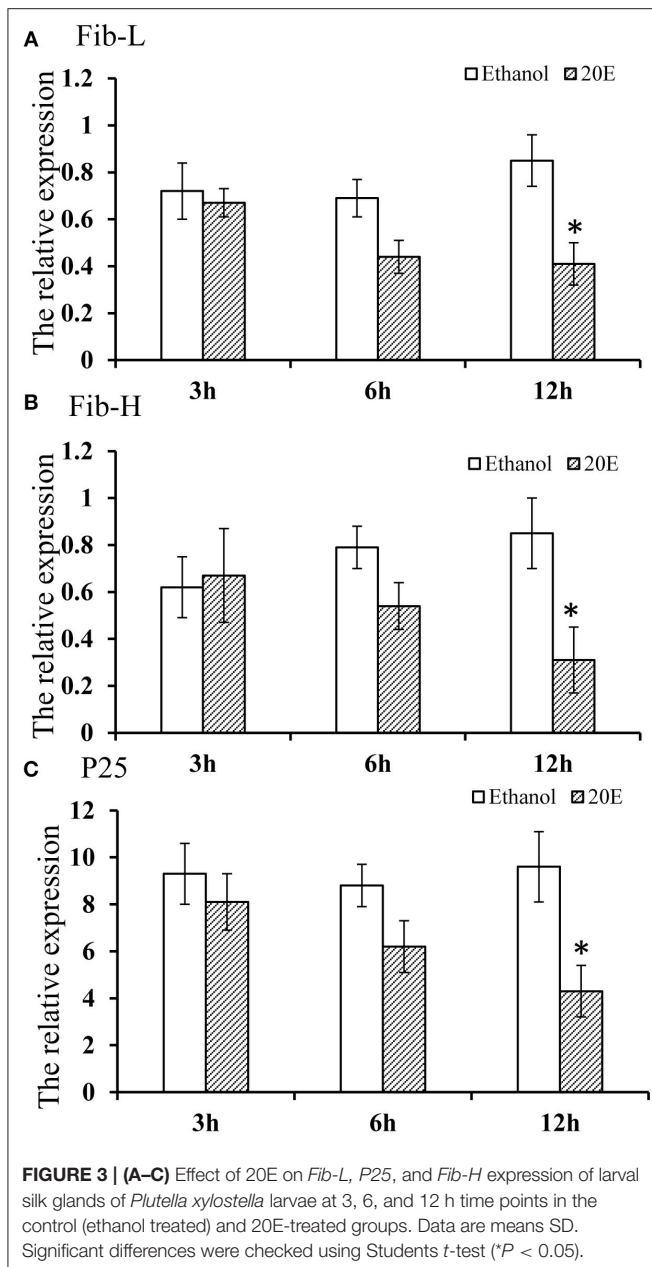 A Fib-L
Ethanol 20E
The relative expression
1.2
1
0.8
0.6
0.4
0.2
0
*
3h 6h 12h
B Fib-H
Ethanol 20E
The relative expression
1.2
1
0.8
0.6
0.4
0.2
0
*
3h 6h 12h
C P25
Ethanol 20E
The relative expression
12
10
8
6
4
2
0
*
3h 6h 12h
FIGURE 3 | (A–C) Effect of 20E on Fib-L, P25, and Fib-H expression of larval
silk glands of Plutella xylostella larvae at 3, 6, and 12 h time points in the
control (ethanol treated) and 20E-treated groups. Data are means SD.
Significant differences were checked using Students t-test (*P < 0.05).